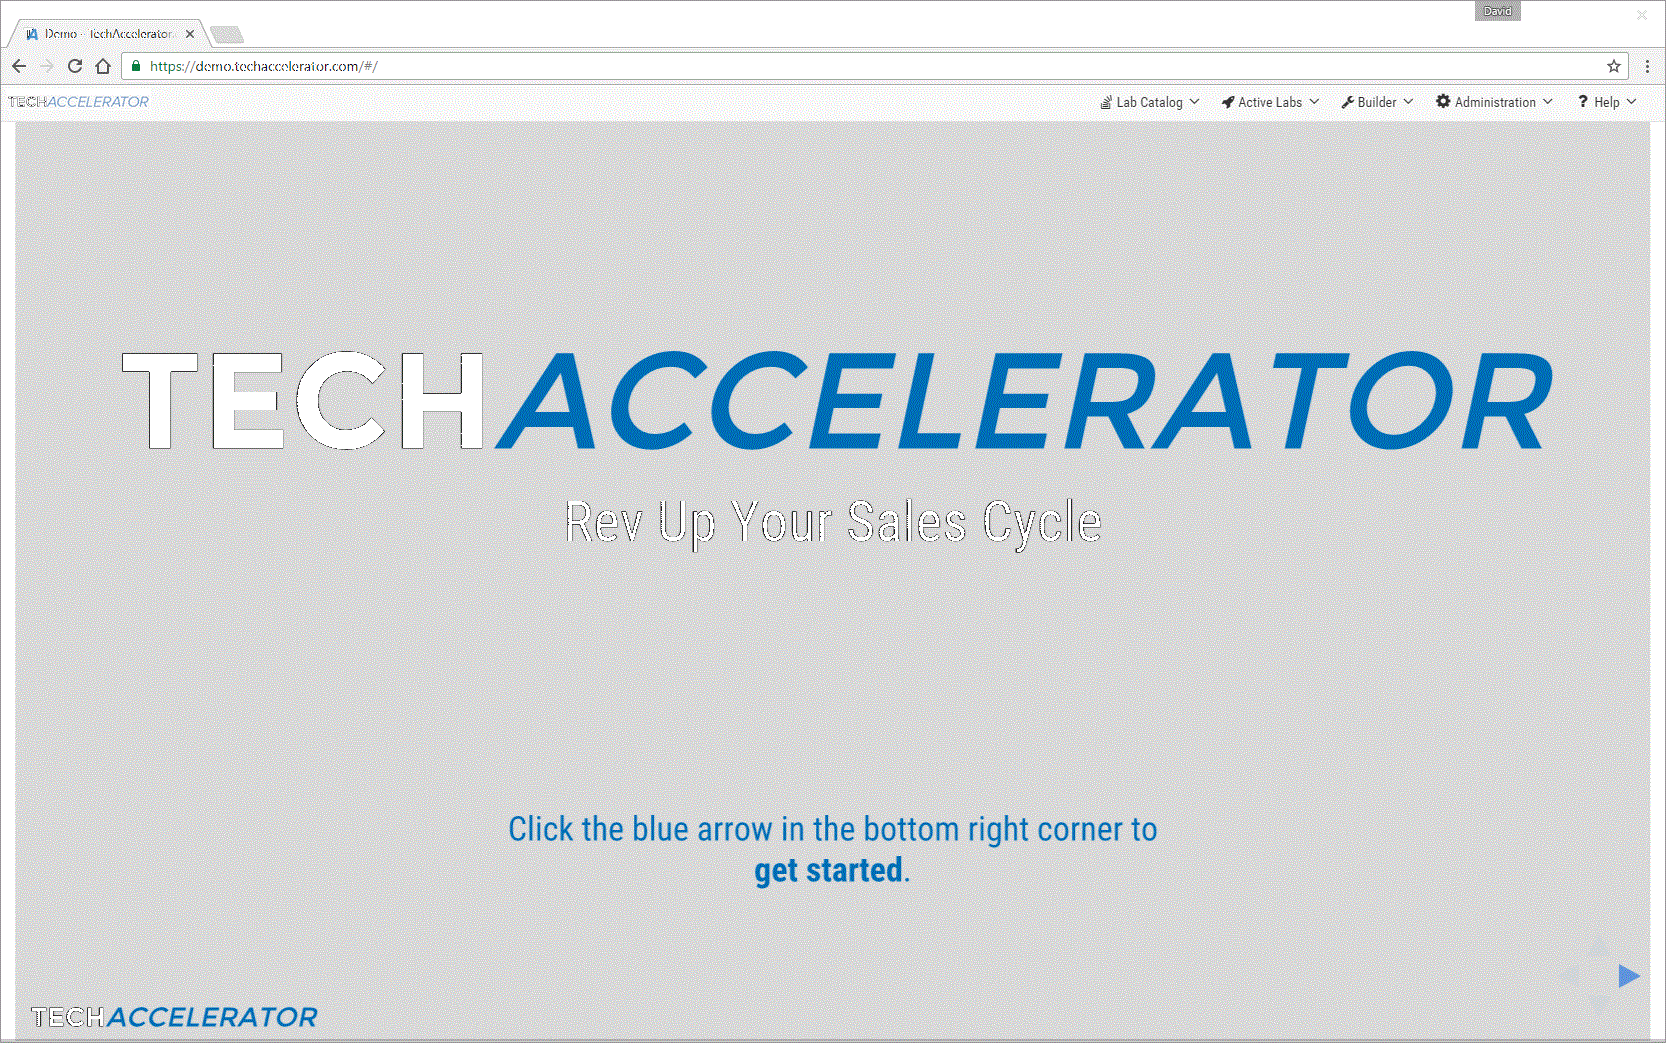 David
Demo - TechAccelerator.
https://demo.techaccelerator.com/#/
TECHACCELERATOR
Lab Catalog
Active Labs
Builder
Administration
? Help
TECHACCELERATOR
Rev Up Your Sales Cycle
Click the blue arrow in the bottom right corner to
get started.
TECHACCELERATOR